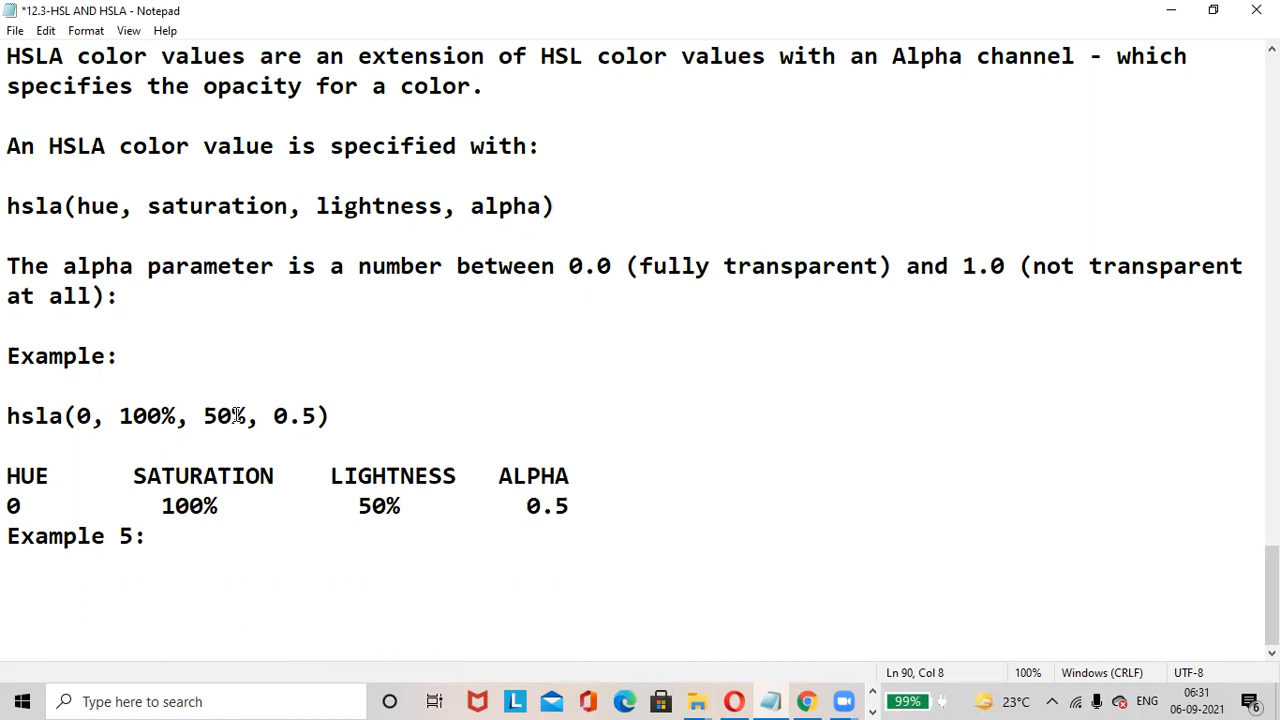 *12.3-HSL AND HSLA - Notepad
File Edit Format View Help
HSLA color values are an extension of HSL color values with an Alpha channel - which
specifies the opacity for a color.
An HSLA color value is specified with:
hsla(hue, saturation, lightness, alpha)
The alpha parameter is a number between 0.0 (fully transparent) and 1.0 (not transparent
at all):
Example:
hsla(0, 100%, 50%, 0.5)
HUE SATURATION LIGHTNESS ALPHA
0 100% 50% 0.5
Example 5:
Ln 90, Col 8 100% Windows (CRLF) UTF-8
Type here to search L 99% 23°C ENG 06:31
06-09-2021 6